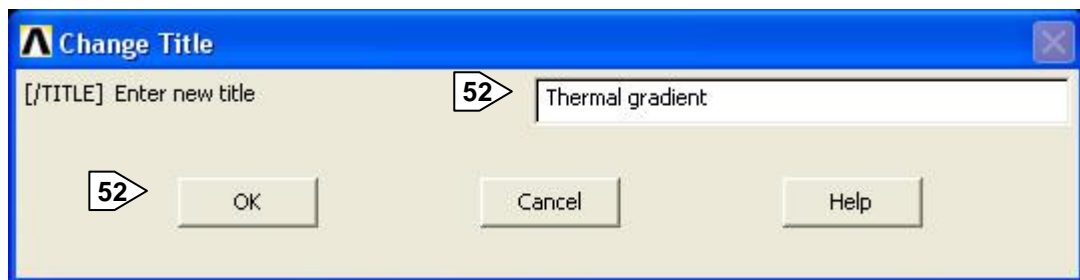 Change Title
[/TITLE] Enter new title 52 Thermal gradient
52 OK Cancel Help